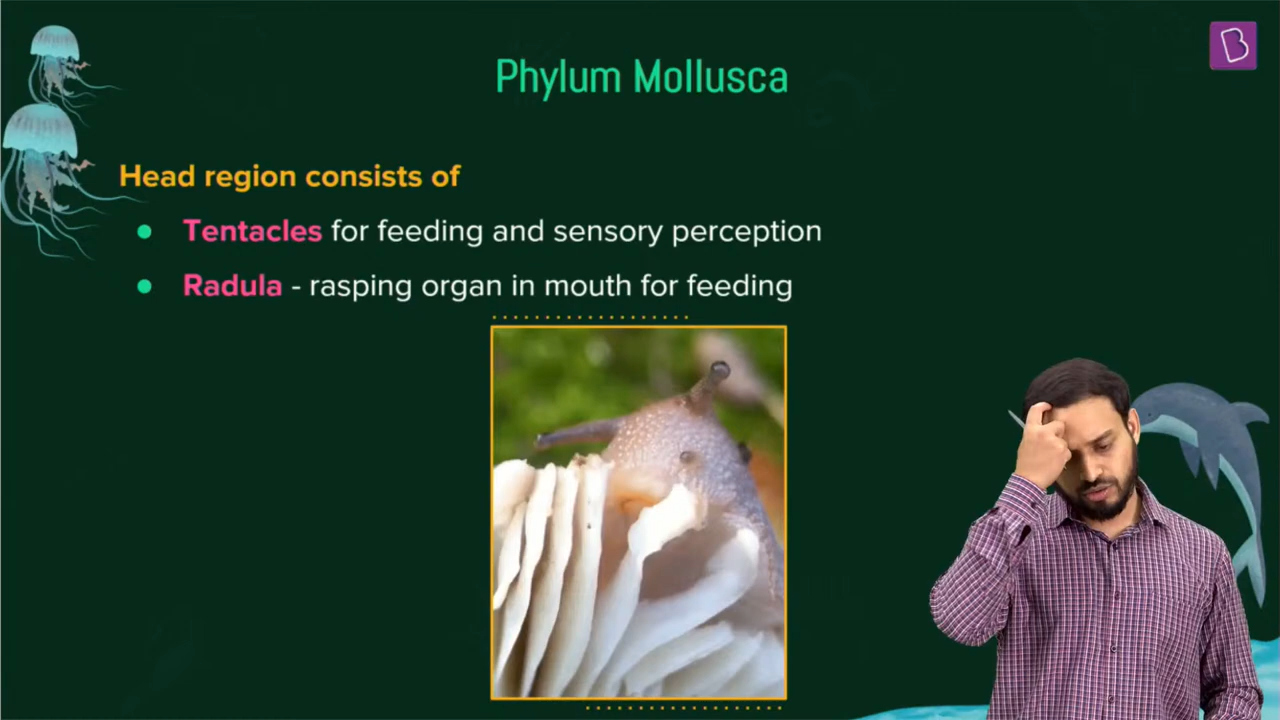 Phylum Mollusca
Head region consists of
Tentacles for feeding and sensory perception
Radula - rasping organ in mouth for feeding